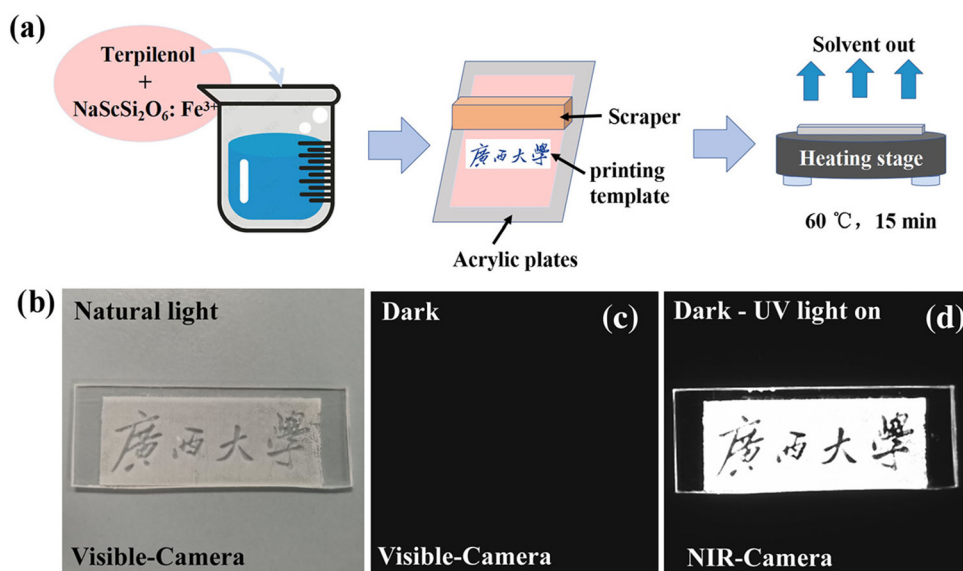 (a)
Terpilenol
+
NaScSi₂O₆: Fe³⁺
Scraper
廣西大學
printing
template
Acrylic plates
Solvent out
Heating stage
60 ℃, 15 min
(b)
Natural light
廣西大學
Visible-Camera
Dark
(c)
Visible-Camera
Dark - UV light on
(d)
廣西大學
NIR-Camera